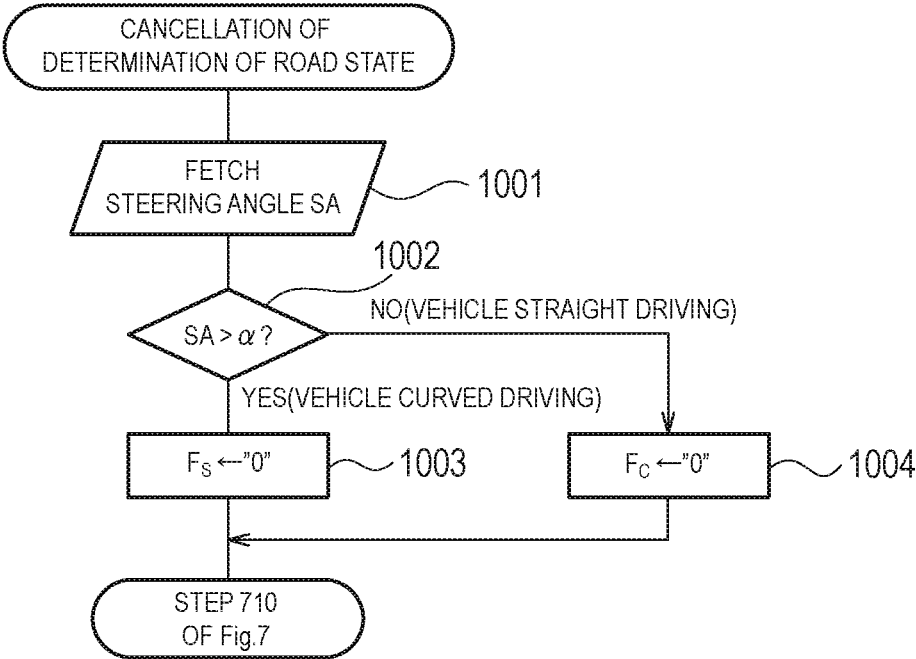 CANCELLATION OF
DETERMINATION OF ROAD STATE
FETCH
STEERING ANGLE SA
1001
1002
SA > α ?
NO(VEHICLE STRAIGHT DRIVING)
YES(VEHICLE CURVED DRIVING)
FS ←"0"
1003
FC ←"0"
1004
STEP 710
OF Fig.7